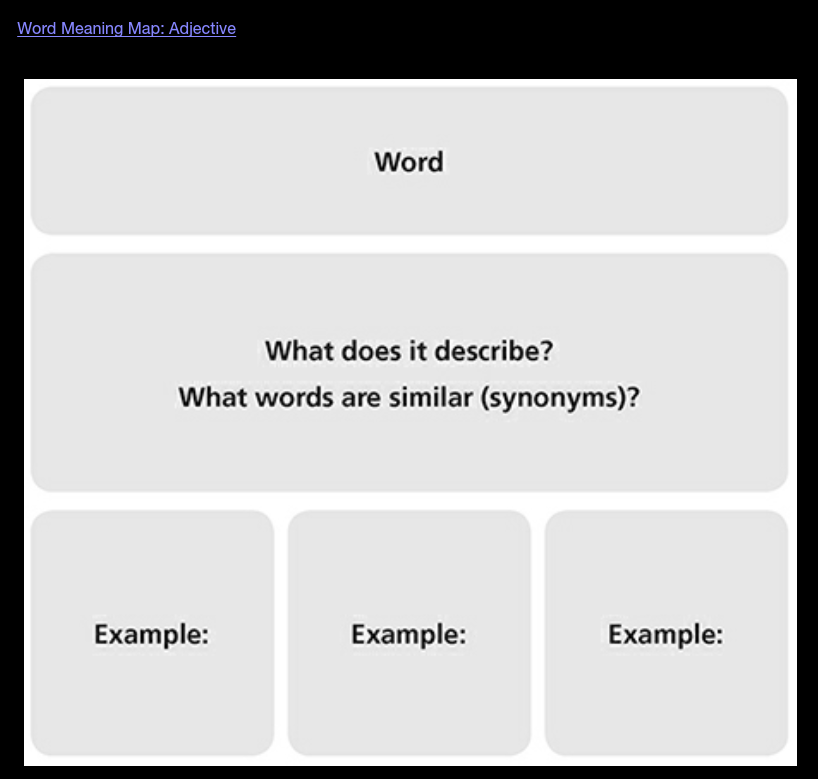 Word Meaning Map: Adjective
Word
What does it describe?
What words are similar (synonyms)?
Example:
Example:
Example: